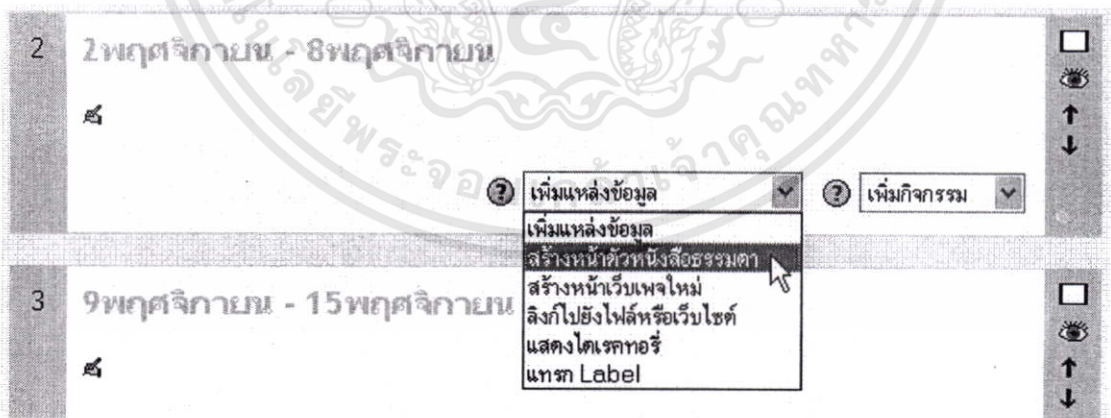 2 2พฤศจิกายน - 8พฤศจิกายน
เพิ่มแหล่งข้อมูล เพิ่มกิจกรรม
เพิ่มแหล่งข้อมูล
สร้างหน้าตัวหนังสือธรรมดา
สร้างหน้าเว็บเพจใหม่
3 9พฤศจิกายน - 15พฤศจิกายน
ลิงก์ไปยังไฟล์หรือเว็บไซต์
แสดงไดเรคทอรี่
แทรก Label